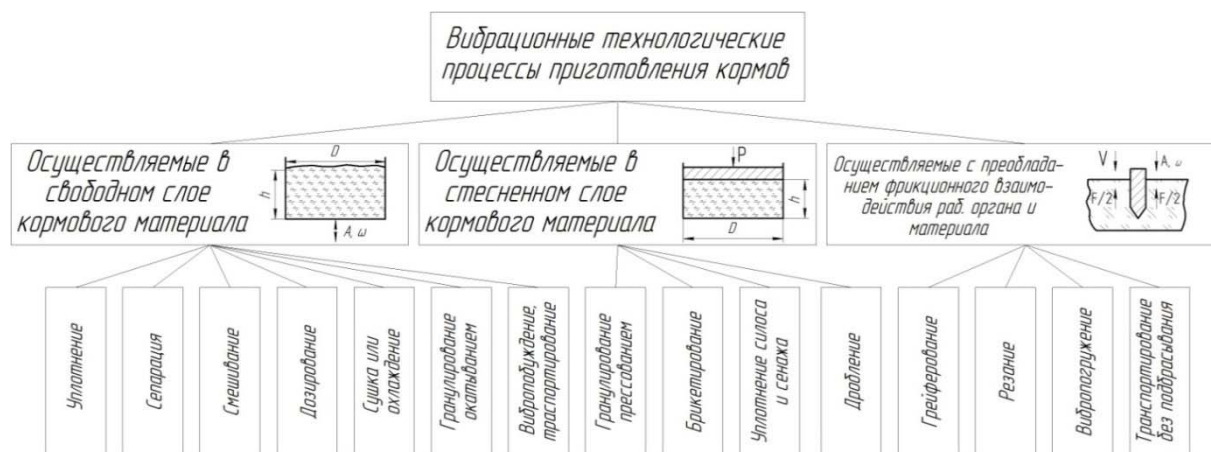 Вибрационные технологические
процессы приготовления кормов
Осуществляемые в
свободном слое
кормового материала
D
h
A, ω
Осуществляемые в
стесненном слое
кормового материала
P
h
D
Осуществляемые с преоблада-
нием фрикционного взаимо-
действия раб. органа и
материала
V
A, ω
F/2
F/2
Уплотнение
Сепарация
Смешивание
Дозирование
Сушка или
охлаждение
Гранулирование
окатыванием
Вибропобуждение,
траспортирование
Гранулирование
прессованием
Брикетирование
Уплотнение силоса
и сенажа
Дробление
Грейферование
Резание
Вибропогружение
Транспортирование
без подбрасывания